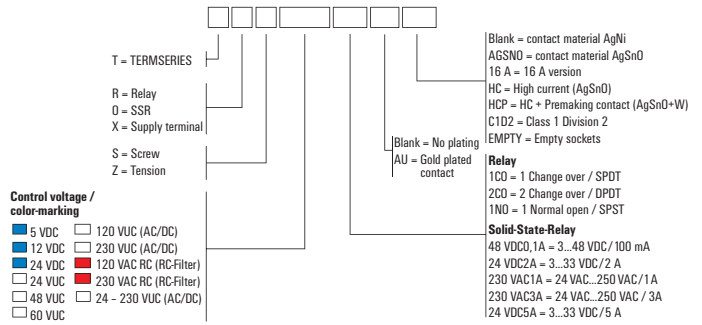 T = TERMSERIES
R = Relay
O = SSR
X = Supply terminal
S = Screw
Z = Tension
Control voltage /
color-marking
5 VDC
12 VDC
24 VDC
24 VUC
48 VUC
60 VUC
120 VUC (AC/DC)
230 VUC (AC/DC)
120 VAC RC (RC-Filter)
230 VAC RC (RC-Filter)
24 – 230 VUC (AC/DC)
Blank = contact material AgNi
AGSNO = contact material AgSnO
16 A = 16 A version
HC = High current (AgSnO)
HCP = HC + Premaking contact (AgSnO+W)
C1D2 = Class 1 Division 2
EMPTY = Empty sockets
Blank = No plating
AU = Gold plated
contact
Relay
1CO = 1 Change over / SPDT
2CO = 2 Change over / DPDT
1NO = 1 Normal open / SPST
Solid-State-Relay
48 VDC0,1A = 3...48 VDC/100 mA
24 VDC2A = 3...33 VDC/2 A
230 VAC1A = 24 VAC...250 VAC/1 A
230 VAC3A = 24 VAC...250 VAC / 3A
24 VDC5A = 3...33 VDC/5 A